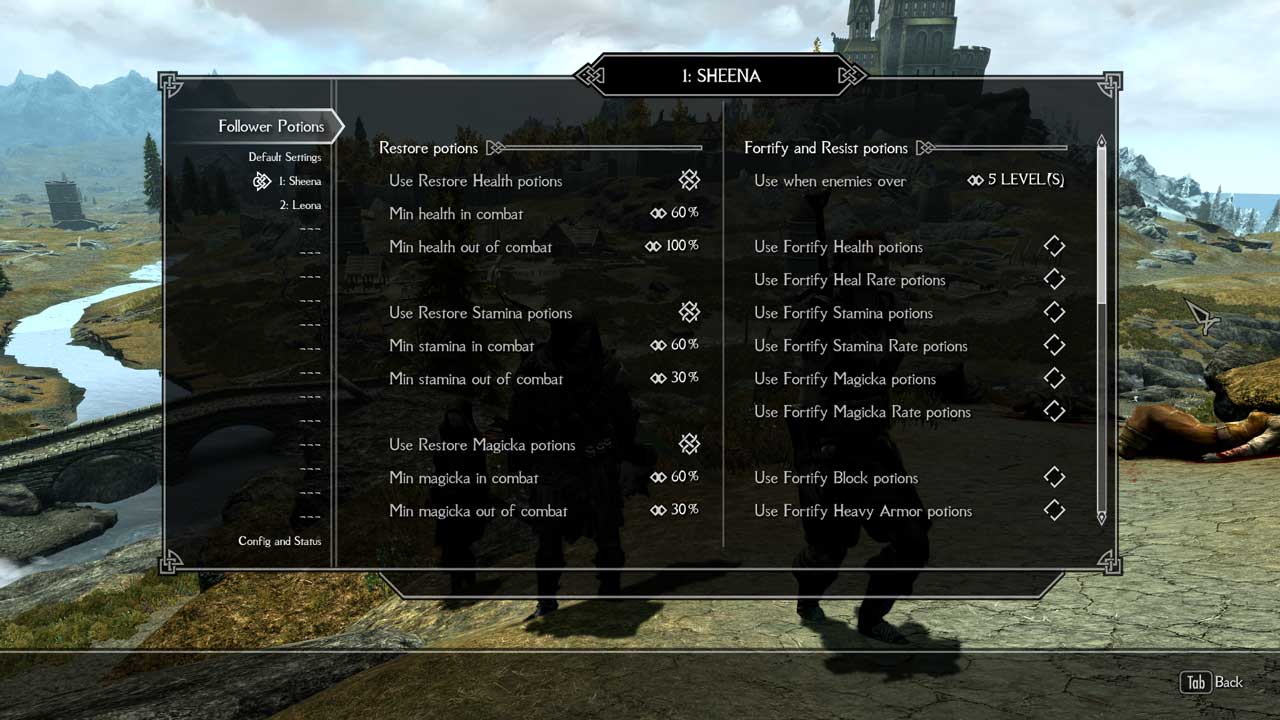 1: SHEENA
Follower Potions
Default Settings
1: Sheena
2: Leona
---
---
---
---
---
---
---
---
---
---
---
---
---
Config and Status
Restore potions
Use Restore Health potions
Min health in combat 60%
Min health out of combat 100%
Use Restore Stamina potions
Min stamina in combat 60%
Min stamina out of combat 30%
Use Restore Magicka potions
Min magicka in combat 60%
Min magicka out of combat 30%
Fortify and Resist potions
Use when enemies over 5 LEVEL(S)
Use Fortify Health potions
Use Fortify Heal Rate potions
Use Fortify Stamina potions
Use Fortify Stamina Rate potions
Use Fortify Magicka potions
Use Fortify Magicka Rate potions
Use Fortify Block potions
Use Fortify Heavy Armor potions
Tab Back